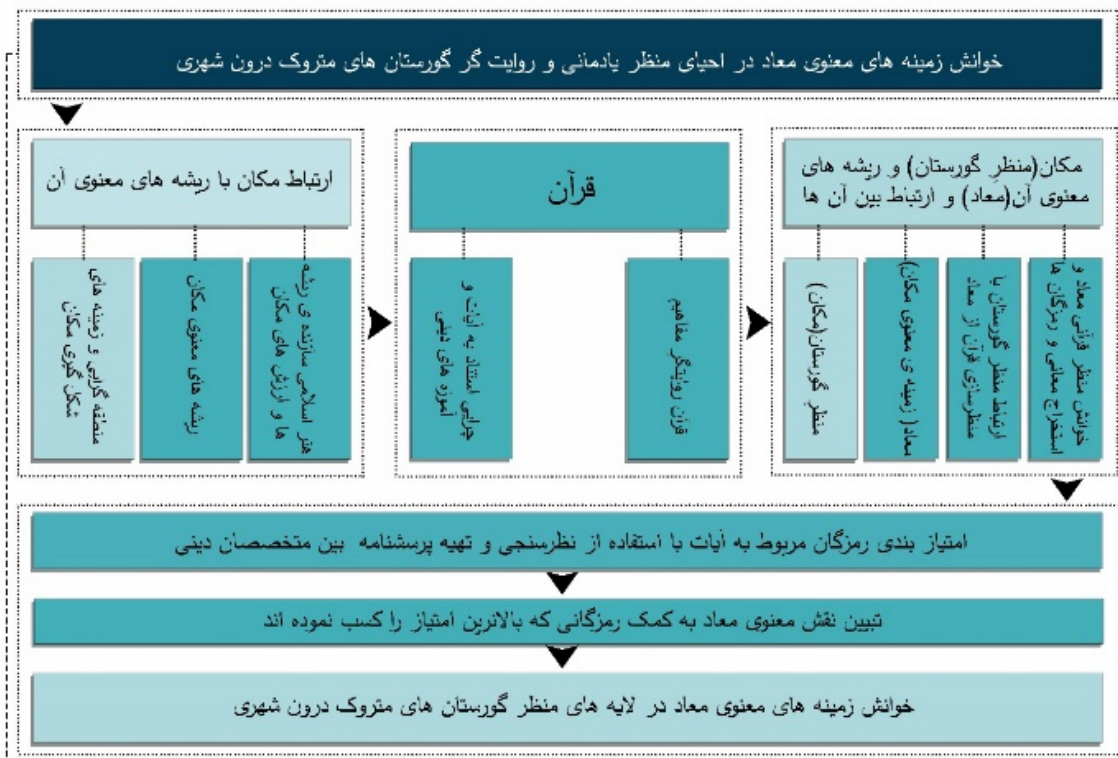 خوانش زمینه های معنوی معاد در احیای منظر یادمانی و روایت گر گورستان های متروک درون شهری
ارتباط مکان با ریشه های معنوی آن
منطقه گرایی و زمینه های
شکل گیری مکان
ریشه های معنوی مکان
هنر اسلامی سازنده ی ریشه
ها و ارزش های مکان
قرآن
چرایی استناد به آیات و
آموزه های دینی
قرآن روایتگر مفاهیم
مکان(منظر گورستان) و ریشه های
معنوی آن(معاد) و ارتباط بین آن ها
منظر گورستان(مکان)
معاد( زمینه ی معنوی مکان)
ارتباط منظر گورستان با
منظرسازی قرآن از معاد
خوانش منظر قرآنی معاد و
استخراج معانی و رمزگان ها
امتیاز بندی رمزگان مربوط به آیات با استفاده از نظرسنجی و تهیه پرسشنامه بین متخصصان دینی
تبیین نقش معنوی معاد به کمک رمزگانی که بالاترین امتیاز را کسب نموده اند
خوانش زمینه های معنوی معاد در لایه های منظر گورستان های متروک درون شهری